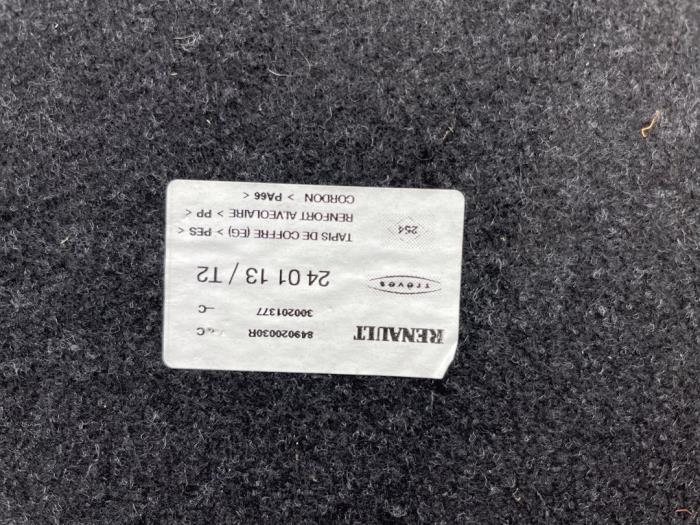 RENAULT 849020030R C
300201377 -C
treves 24 01 13 / T2
TAPIS DE COFFRE (EG) > PES <
254 RENFORT ALVEOLAIRE > PP <
CORDON > PA66 <